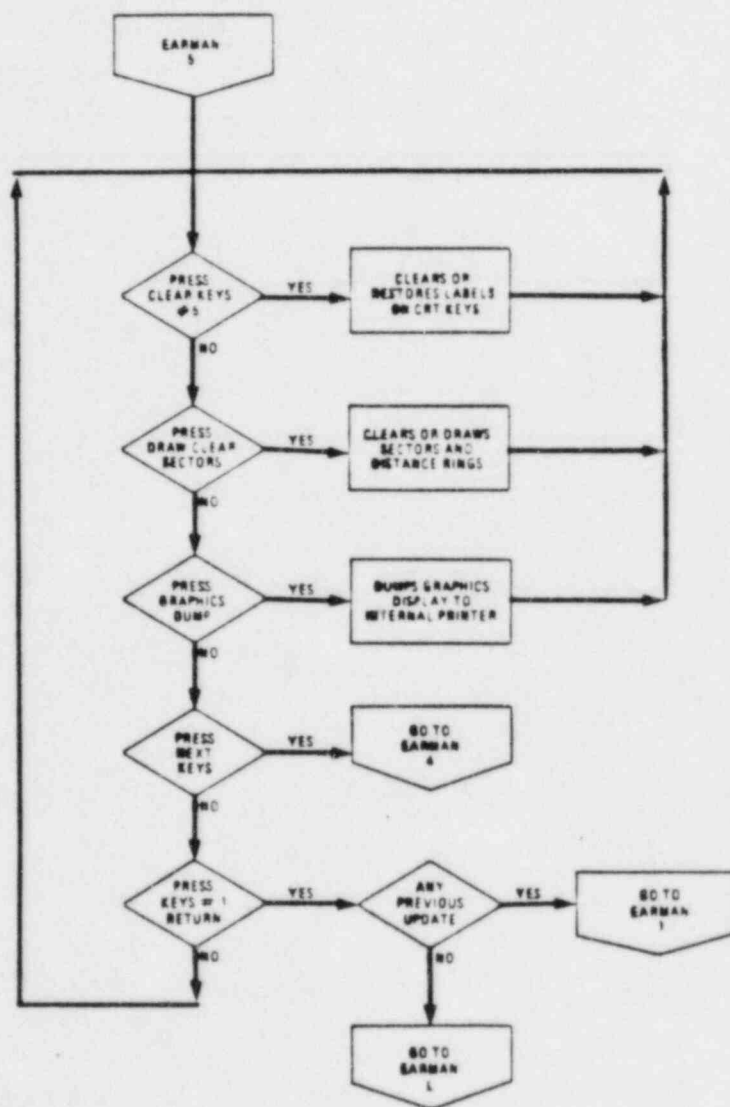 EARMAN
5
PRESS
CLEAR KEYS
# 5
YES
CLEARS OR
RESTORES LABELS
ON CRT KEYS
NO
PRESS
DRAW CLEAR
SECTORS
YES
CLEARS OR DRAWS
SECTORS AND
DISTANCE RINGS
NO
PRESS
GRAPHICS
DUMP
YES
DUMPS GRAPHICS
DISPLAY TO
INTERNAL PRINTER
NO
PRESS
NEXT
KEYS
YES
GO TO
EARMAN
NO
PRESS
KEYS # 1
RETURN
YES
ANY
PREVIOUS
UPDATE
YES
GO TO
EARMAN
NO
NO
GO TO
EARMAN